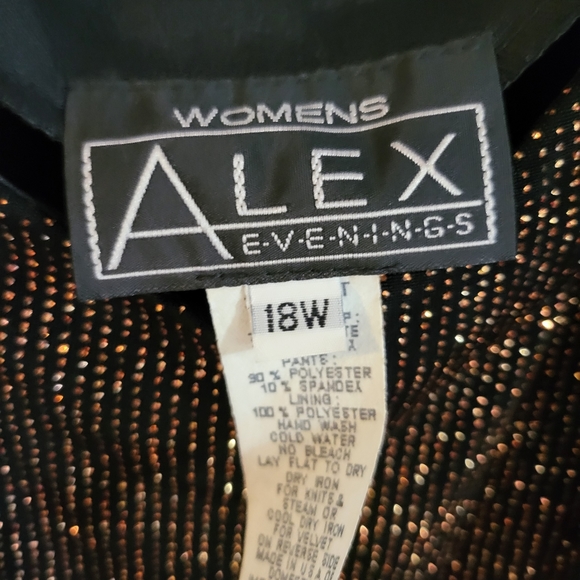 WOMENS
ALEX
E-V-E-N-I-N-G-S
18W
PANTS:
90% POLYESTER
10% SPANDEX
LINING:
100% POLYESTER
HAND WASH
COLD WATER
NO BLEACH
LAY FLAT TO DRY
DRY IRON
FOR KNITS &
STEAM OR
COOL DRY IRON
FOR VELVET
ON REVERSE SIDE
MADE IN U.S.A OF